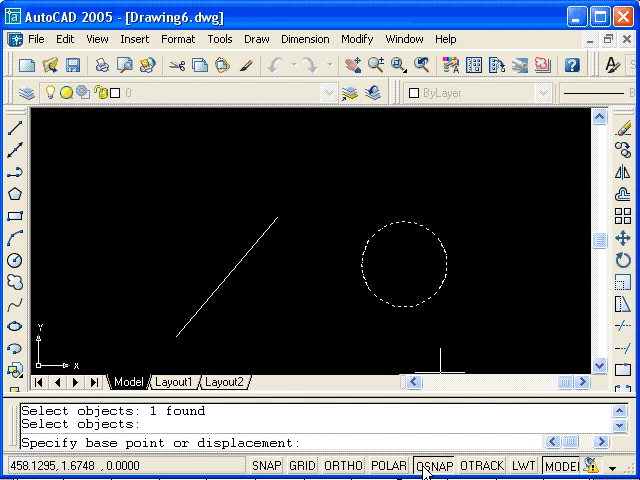 AutoCAD 2005 - [Drawing6.dwg]
File Edit View Insert Format Tools Draw Dimension Modify Window Help
A
0 ByLayer
Y
X
Model Layout1 Layout2
Select objects: 1 found
Select objects:
Specify base point or displacement:
458.1295, 1.6748 , 0.0000 SNAP GRID ORTHO POLAR OSNAP OTRACK LWT MODEL